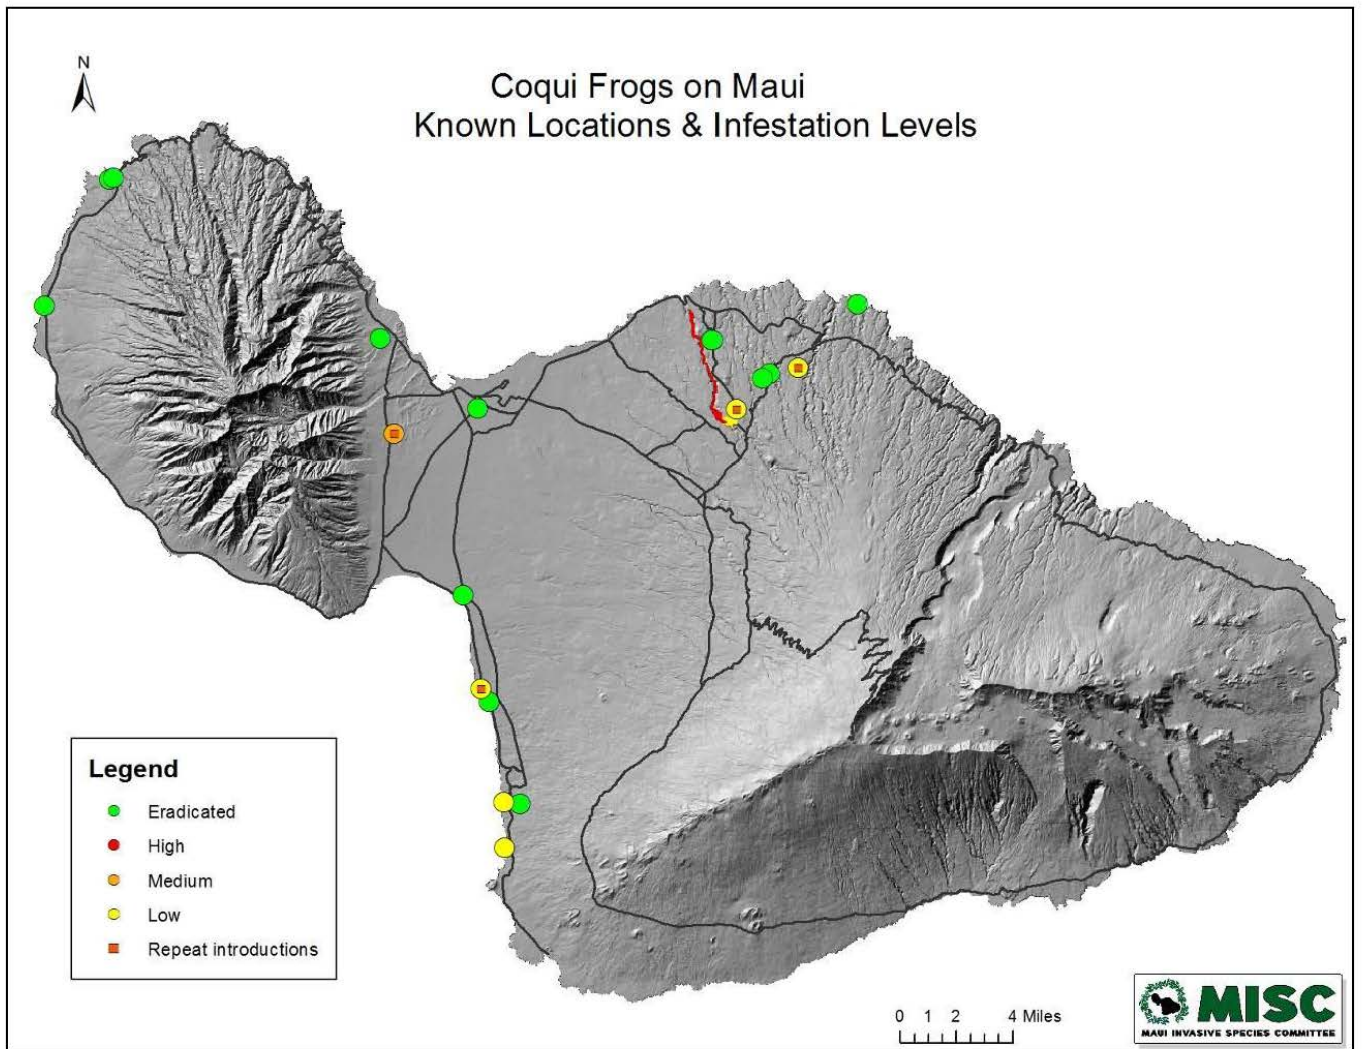 N
Coqui Frogs on Maui
Known Locations & Infestation Levels
Legend
Eradicated
High
Medium
Low
Repeat introductions
0 1 2 4 Miles
MISC
MAUI INVASIVE SPECIES COMMITTEE